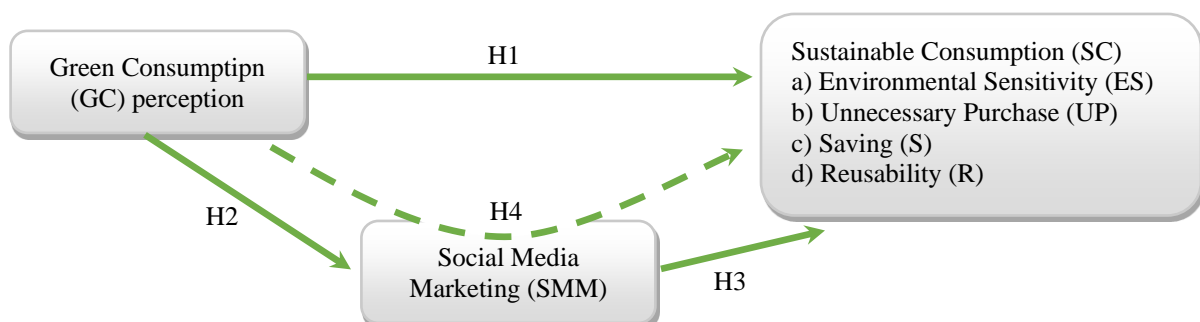 Green Consumptipn
(GC) perception
H1
Sustainable Consumption (SC)
a) Environmental Sensitivity (ES)
b) Unnecessary Purchase (UP)
c) Saving (S)
d) Reusability (R)
H2
H4
Social Media
Marketing (SMM)
H3